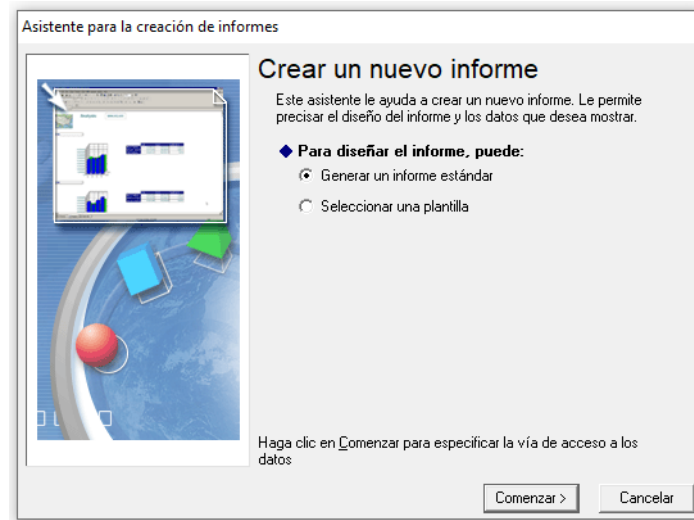 Asistente para la creación de informes
Crear un nuevo informe
Este asistente le ayuda a crear un nuevo informe. Le permite
precisar el diseño del informe y los datos que desea mostrar.
Para diseñar el informe, puede:
Generar un informe estándar
Seleccionar una plantilla
Haga clic en Comenzar para especificar la vía de acceso a los
datos
Comenzar >
Cancelar